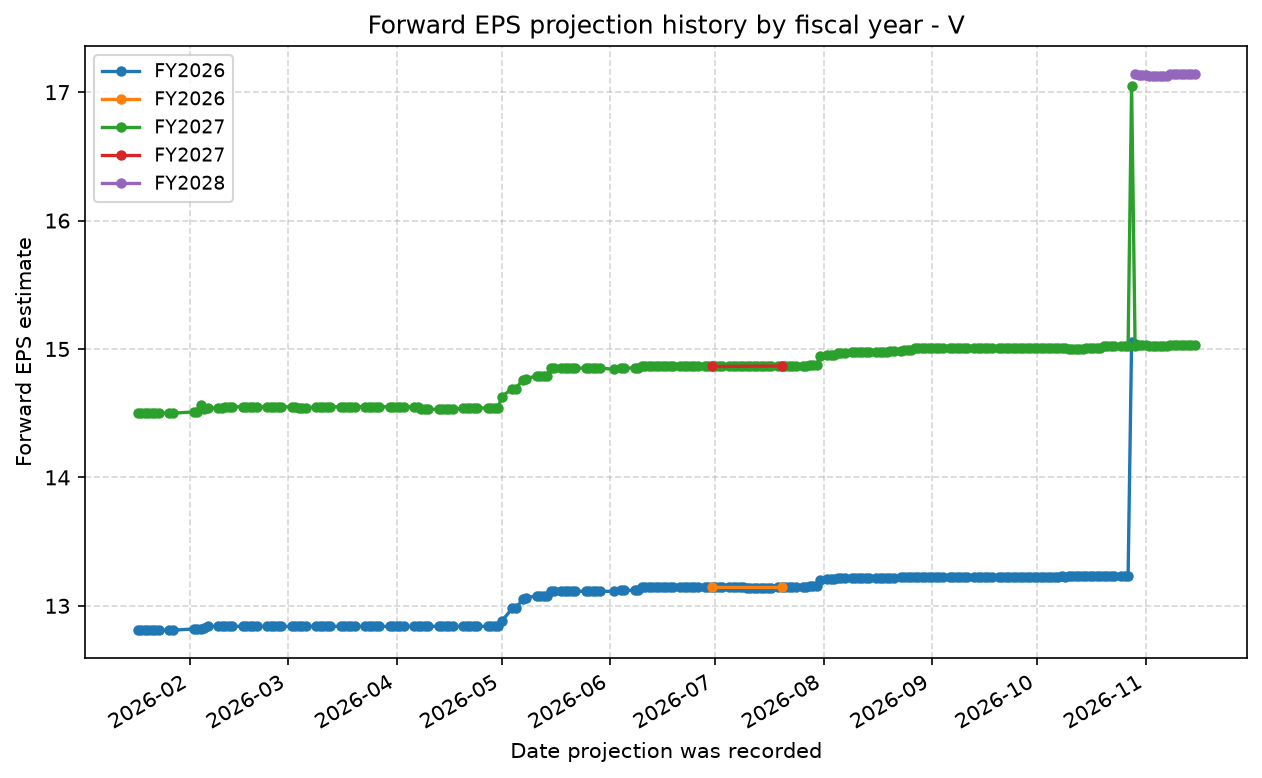 Forward EPS projection history by fiscal year - V
FY2026
FY2026
FY2027
FY2027
FY2028
17
16
15
14
13
Forward EPS estimate
2026-02
2026-03
2026-04
2026-05
2026-06
2026-07
2026-08
2026-09
2026-10
2026-11
Date projection was recorded